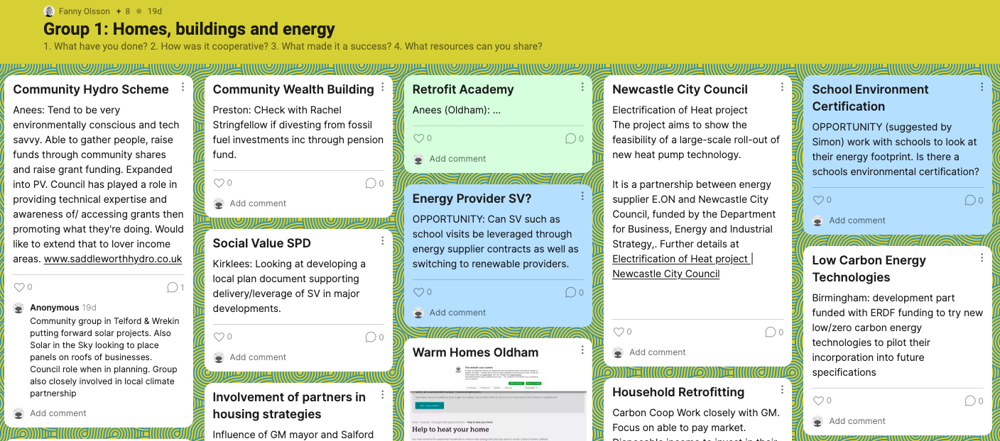 Fanny Olsson + 8 19d
Group 1: Homes, buildings and energy
1. What have you done? 2. How was it cooperative? 3. What made it a success? 4. What resources can you share?
Community Hydro Scheme
Anees: Tend to be very
environmentally conscious and tech
savvy. Able to gather people, raise
funds through community shares
and raise grant funding. Expanded
into PV. Council has played a role in
providing technical expertise and
awareness of/ accessing grants then
promoting what they're doing. Would
like to extend that to lover income
areas. www.saddleworthhydro.co.uk
0 1
Anonymous 19d
Community group in Telford & Wrekin
putting forward solar projects. Also
Solar in the Sky looking to place
panels on roofs of businesses.
Council role when in planning. Group
also closely involved in local climate
partnership
Add comment
Community Wealth Building
Preston: CHeck with Rachel
Stringfellow if divesting from fossil
fuel investments inc through pension
fund.
0 0
Add comment
Social Value SPD
Kirklees: Looking at developing a
local plan document supporting
delivery/leverage of SV in major
developments.
0 0
Add comment
Involvement of partners in
housing strategies
Influence of GM mayor and Salford
Retrofit Academy
Anees (Oldham): ...
0 0
Add comment
Energy Provider SV?
OPPORTUNITY: Can SV such as
school visits be leveraged through
energy supplier contracts as well as
switching to renewable providers.
0 0
Add comment
Warm Homes Oldham
Help to heat your home
Newcastle City Council
Electrification of Heat project
The project aims to show the
feasibility of a large-scale roll-out of
new heat pump technology.
It is a partnership between energy
supplier E.ON and Newcastle City
Council, funded by the Department
for Business, Energy and Industrial
Strategy,. Further details at
Electrification of Heat project |
Newcastle City Council
0 0
Add comment
Household Retrofitting
Carbon Coop Work closely with GM.
Focus on able to pay market.
Disposable income to invest in their
School Environment
Certification
OPPORTUNITY (suggested by
Simon) work with schools to look at
their energy footprint. Is there a
schools environmental certification?
0 0
Add comment
Low Carbon Energy
Technologies
Birmingham: development part
funded with ERDF funding to try new
low/zero carbon energy
technologies to pilot their
incorporation into future
specifications
0 0
Add comment